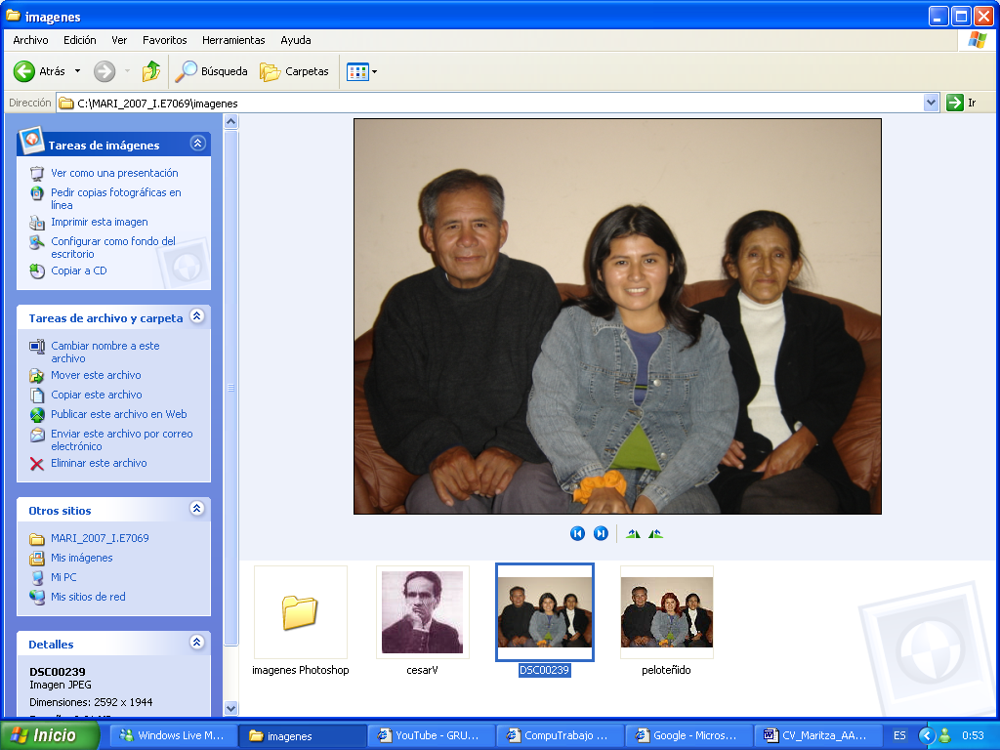 imagenes
Archivo Edición Ver Favoritos Herramientas Ayuda
Atrás Búsqueda Carpetas
Dirección C:\MARI_2007_I.E7069\imagenes Ir
Tareas de imágenes
Ver como una presentación
Pedir copias fotográficas en
línea
Imprimir esta imagen
Configurar como fondo del
escritorio
Copiar a CD
Tareas de archivo y carpeta
Cambiar nombre a este
archivo
Mover este archivo
Copiar este archivo
Publicar este archivo en Web
Enviar este archivo por correo
electrónico
Eliminar este archivo
Otros sitios
MARI_2007_I.E7069
Mis imágenes
Mi PC
Mis sitios de red
Detalles
DSC00239
Imagen JPEG
Dimensiones: 2592 x 1944
imagenes Photoshop cesarV DSC00239 peloteñido
Inicio Windows Live M... imagenes YouTube - GRU... CompuTrabajo ... Google - Micros... CV_Maritza_AA... ES 0:53